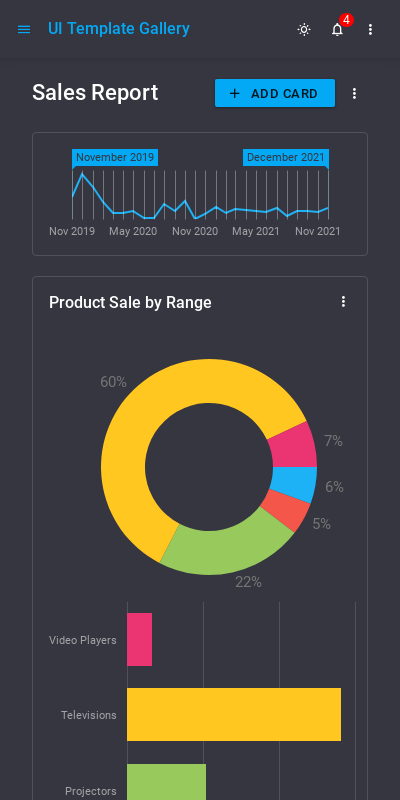 UI Template Gallery
4
Sales Report
ADD CARD
November 2019
December 2021
Nov 2019
May 2020
Nov 2020
May 2021
Nov 2021
Product Sale by Range
60%
7%
6%
5%
22%
Video Players
Televisions
Projectors